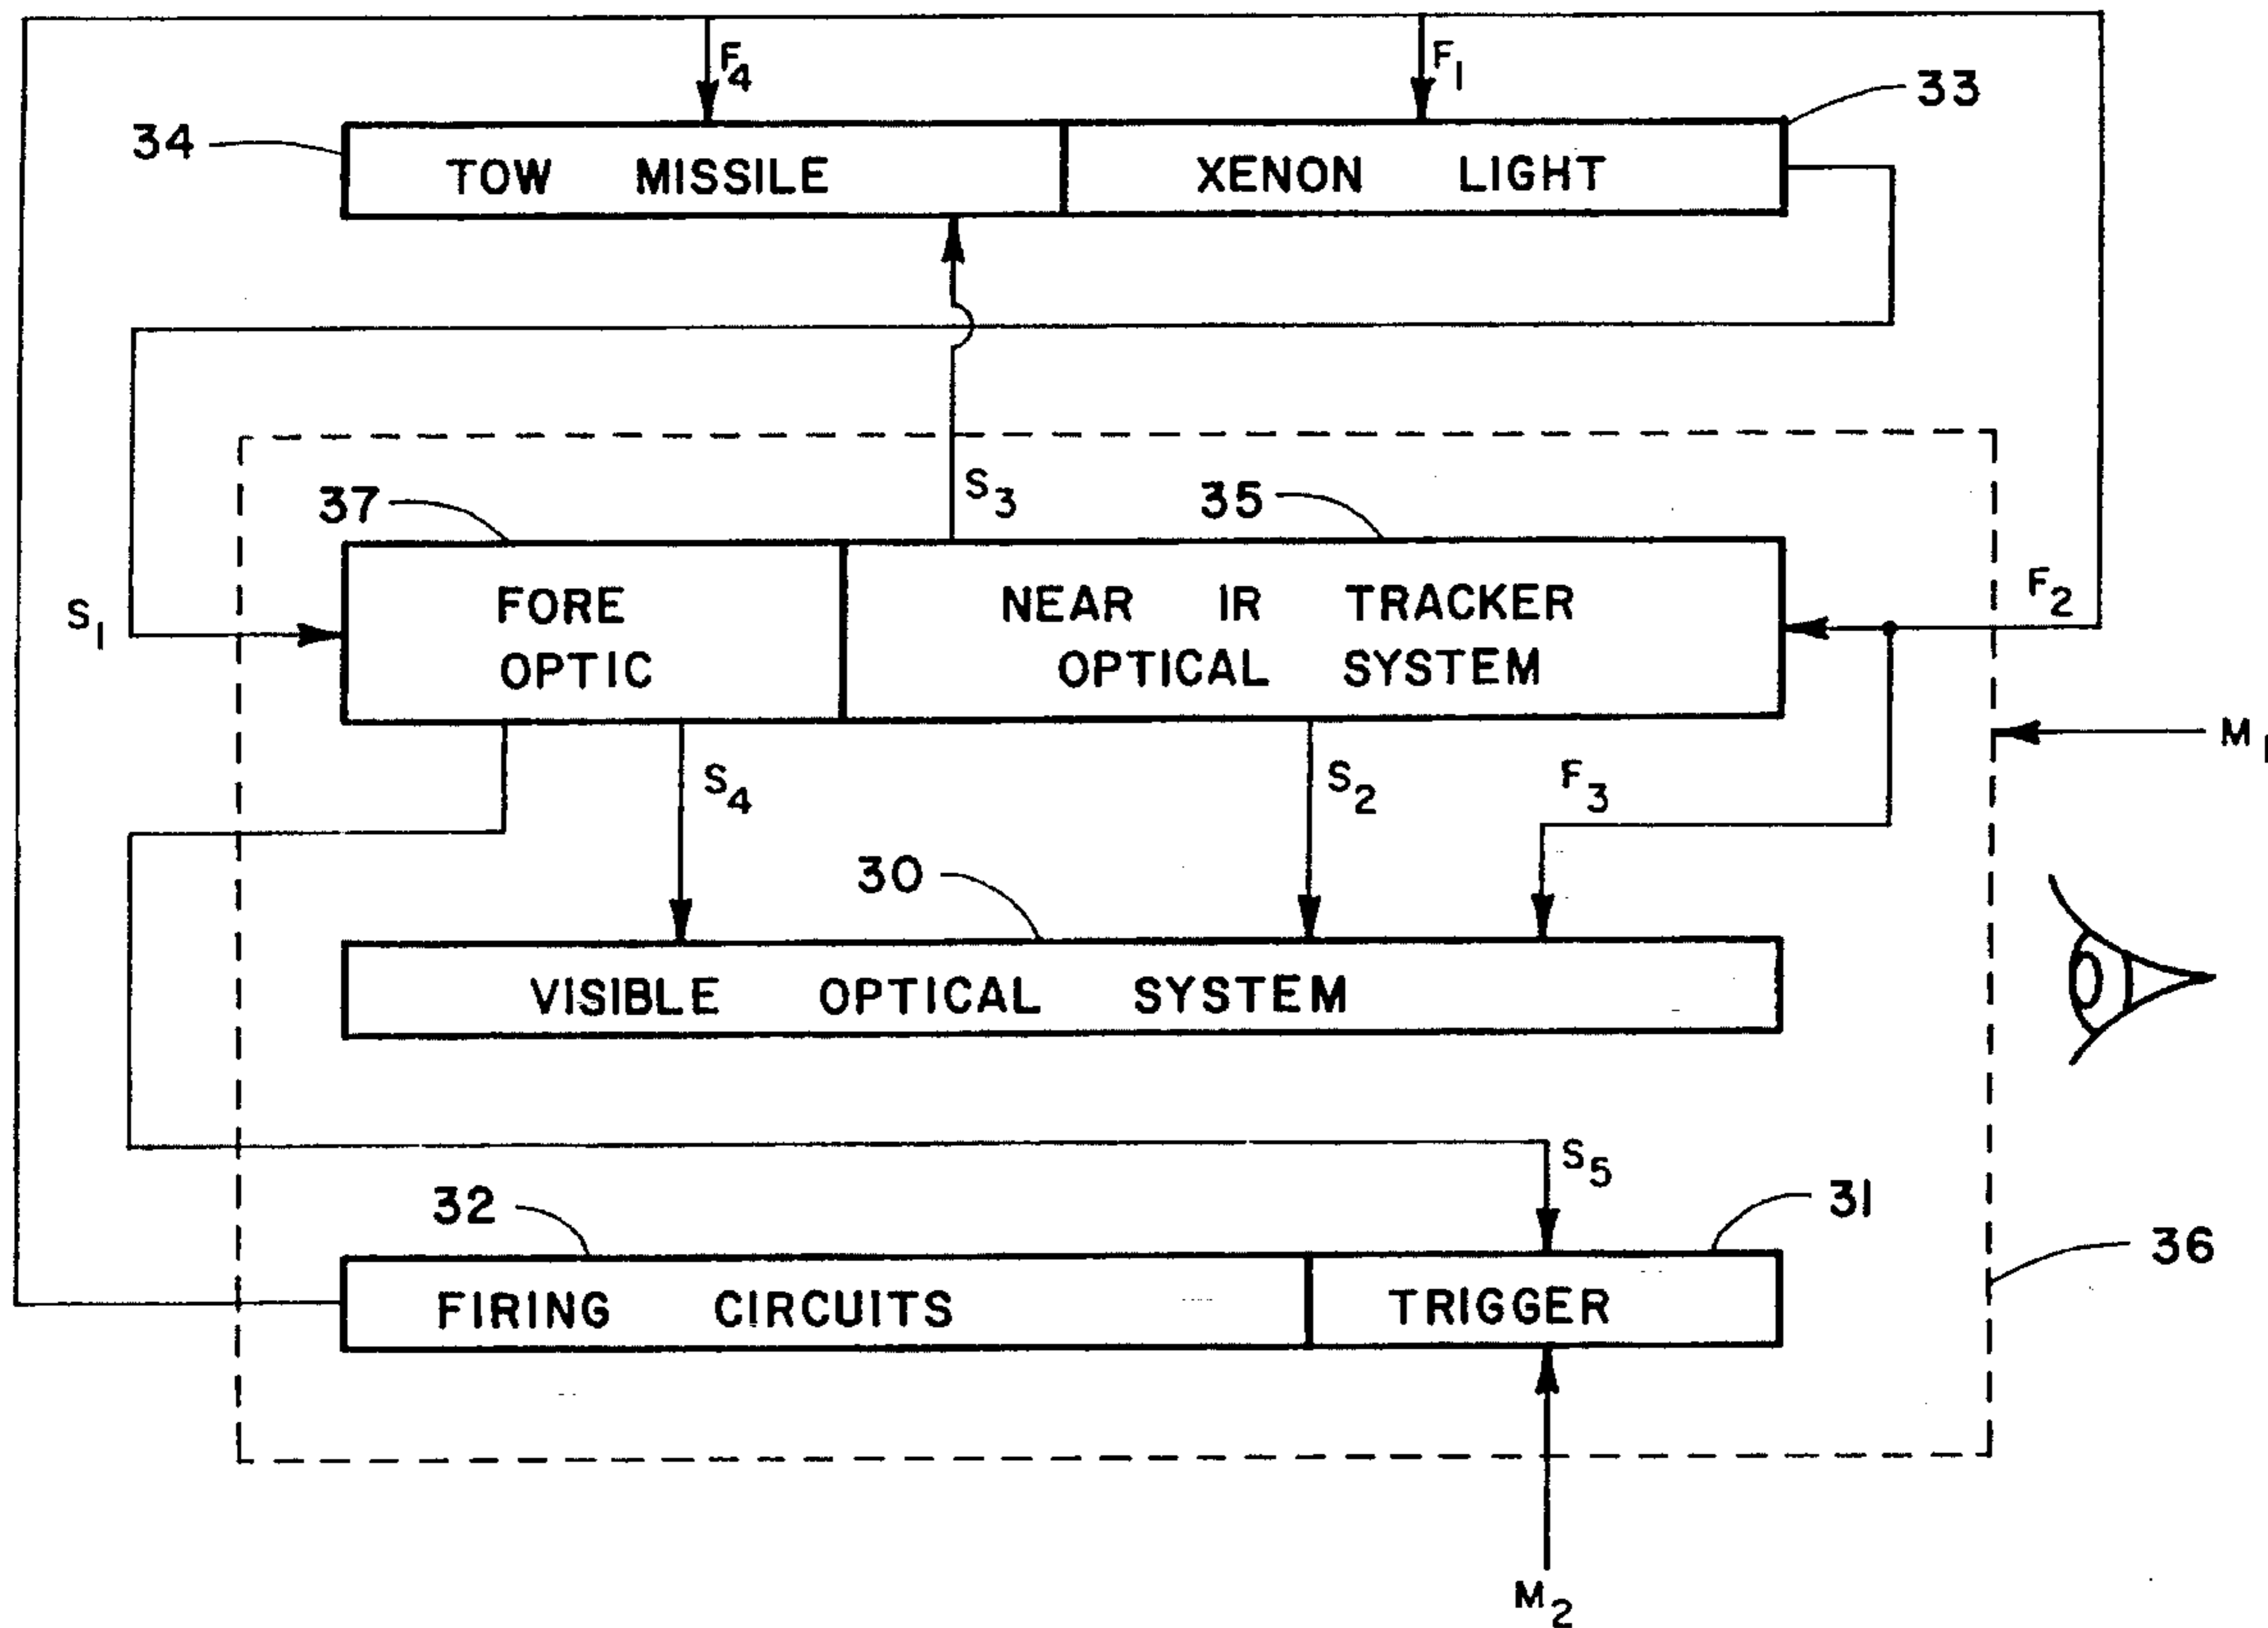 F4
F1
33
34
TOW MISSILE
XENON LIGHT
S3
37
35
S1
FORE
OPTIC
NEAR IR TRACKER
OPTICAL SYSTEM
F2
M1
S4
S2
F3
30
VISIBLE OPTICAL SYSTEM
S5
32
31
36
FIRING CIRCUITS
TRIGGER
M2